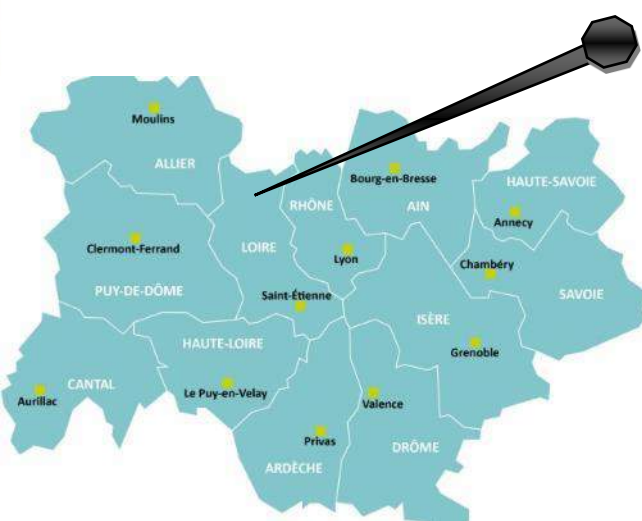 Moulins
ALLIER
Bourg-en-Bresse
HAUTE-SAVOIE
RHÔNE
AIN
Annecy
Clermont-Ferrand
LOIRE
Lyon
Chambéry
PUY-DE-DÔME
Saint-Étienne
SAVOIE
ISÈRE
HAUTE-LOIRE
Grenoble
CANTAL
Aurillac
Le Puy-en-Velay
Valence
Privas
DRÔME
ARDÈCHE